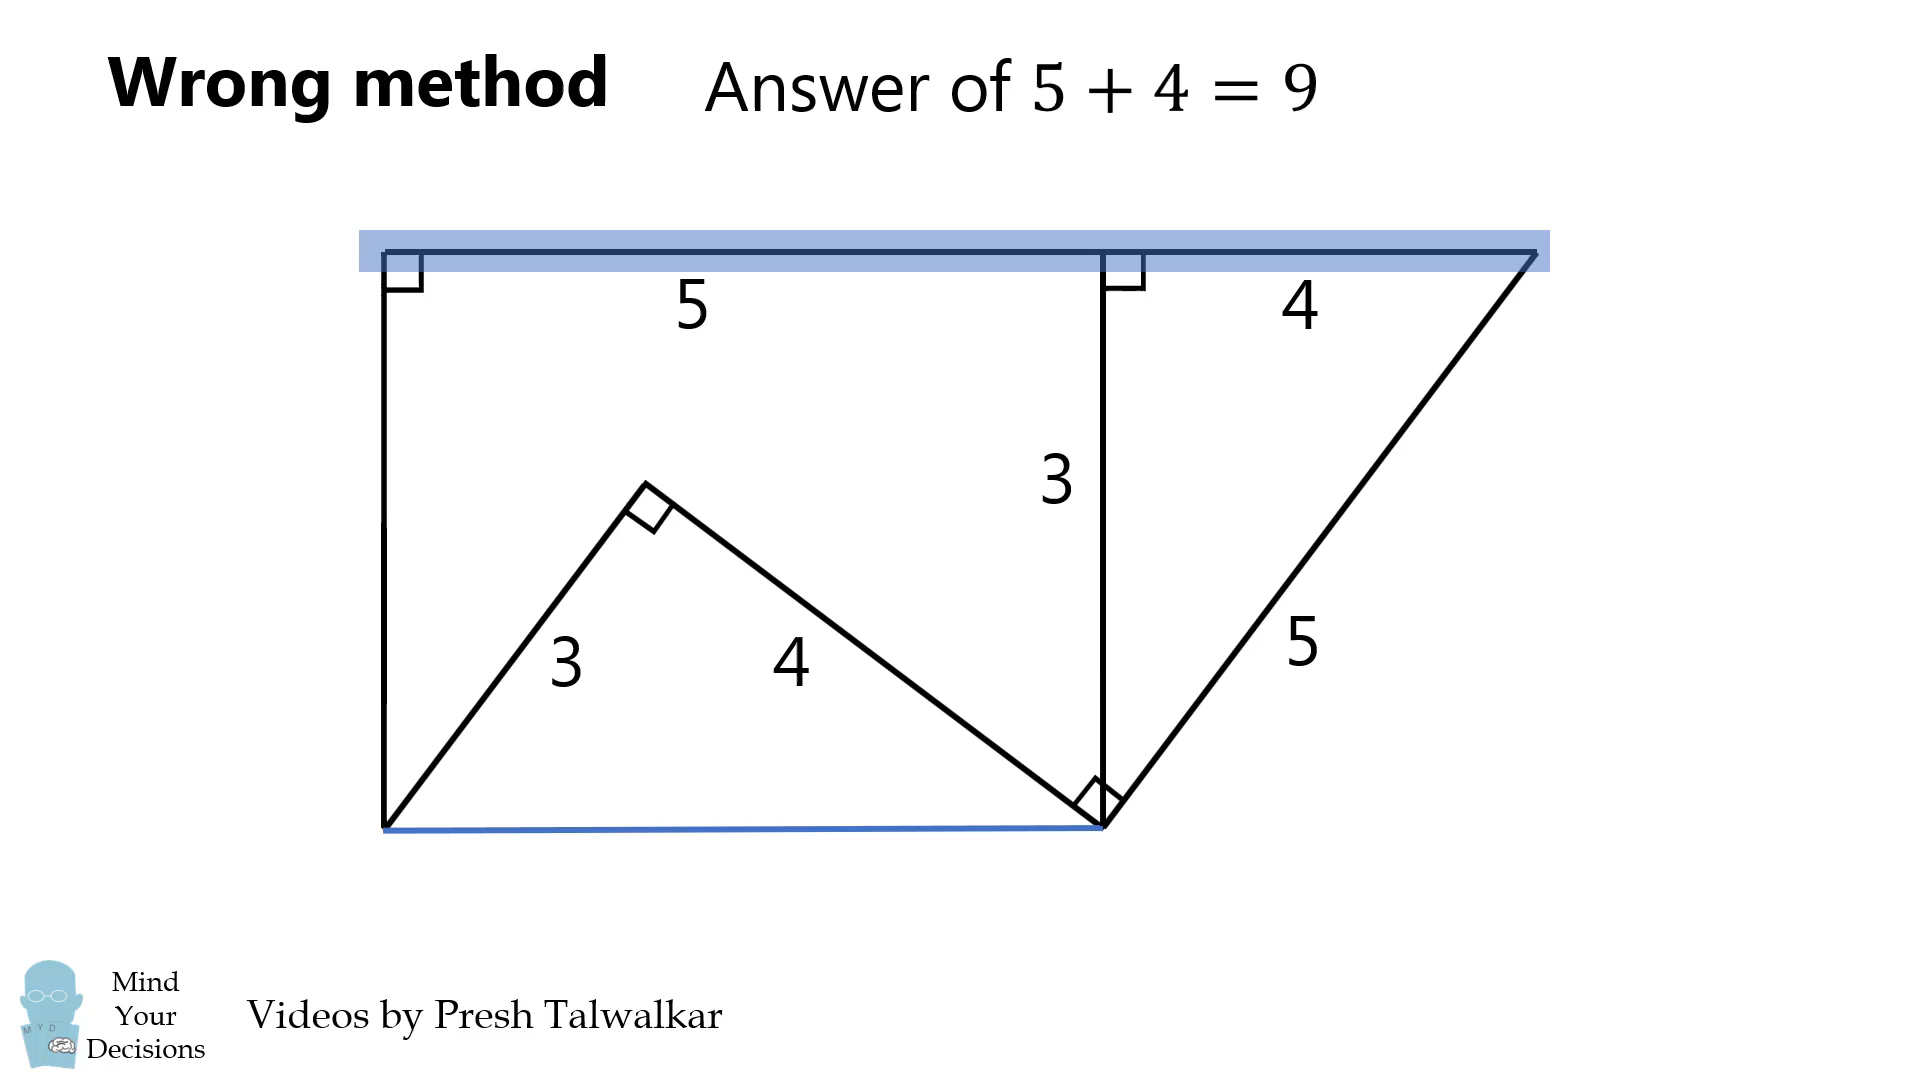 Wrong method Answer of 5 + 4 = 9
5 4
3
3 4 5
M Y D
Mind
Your
Decisions
Videos by Presh Talwalkar